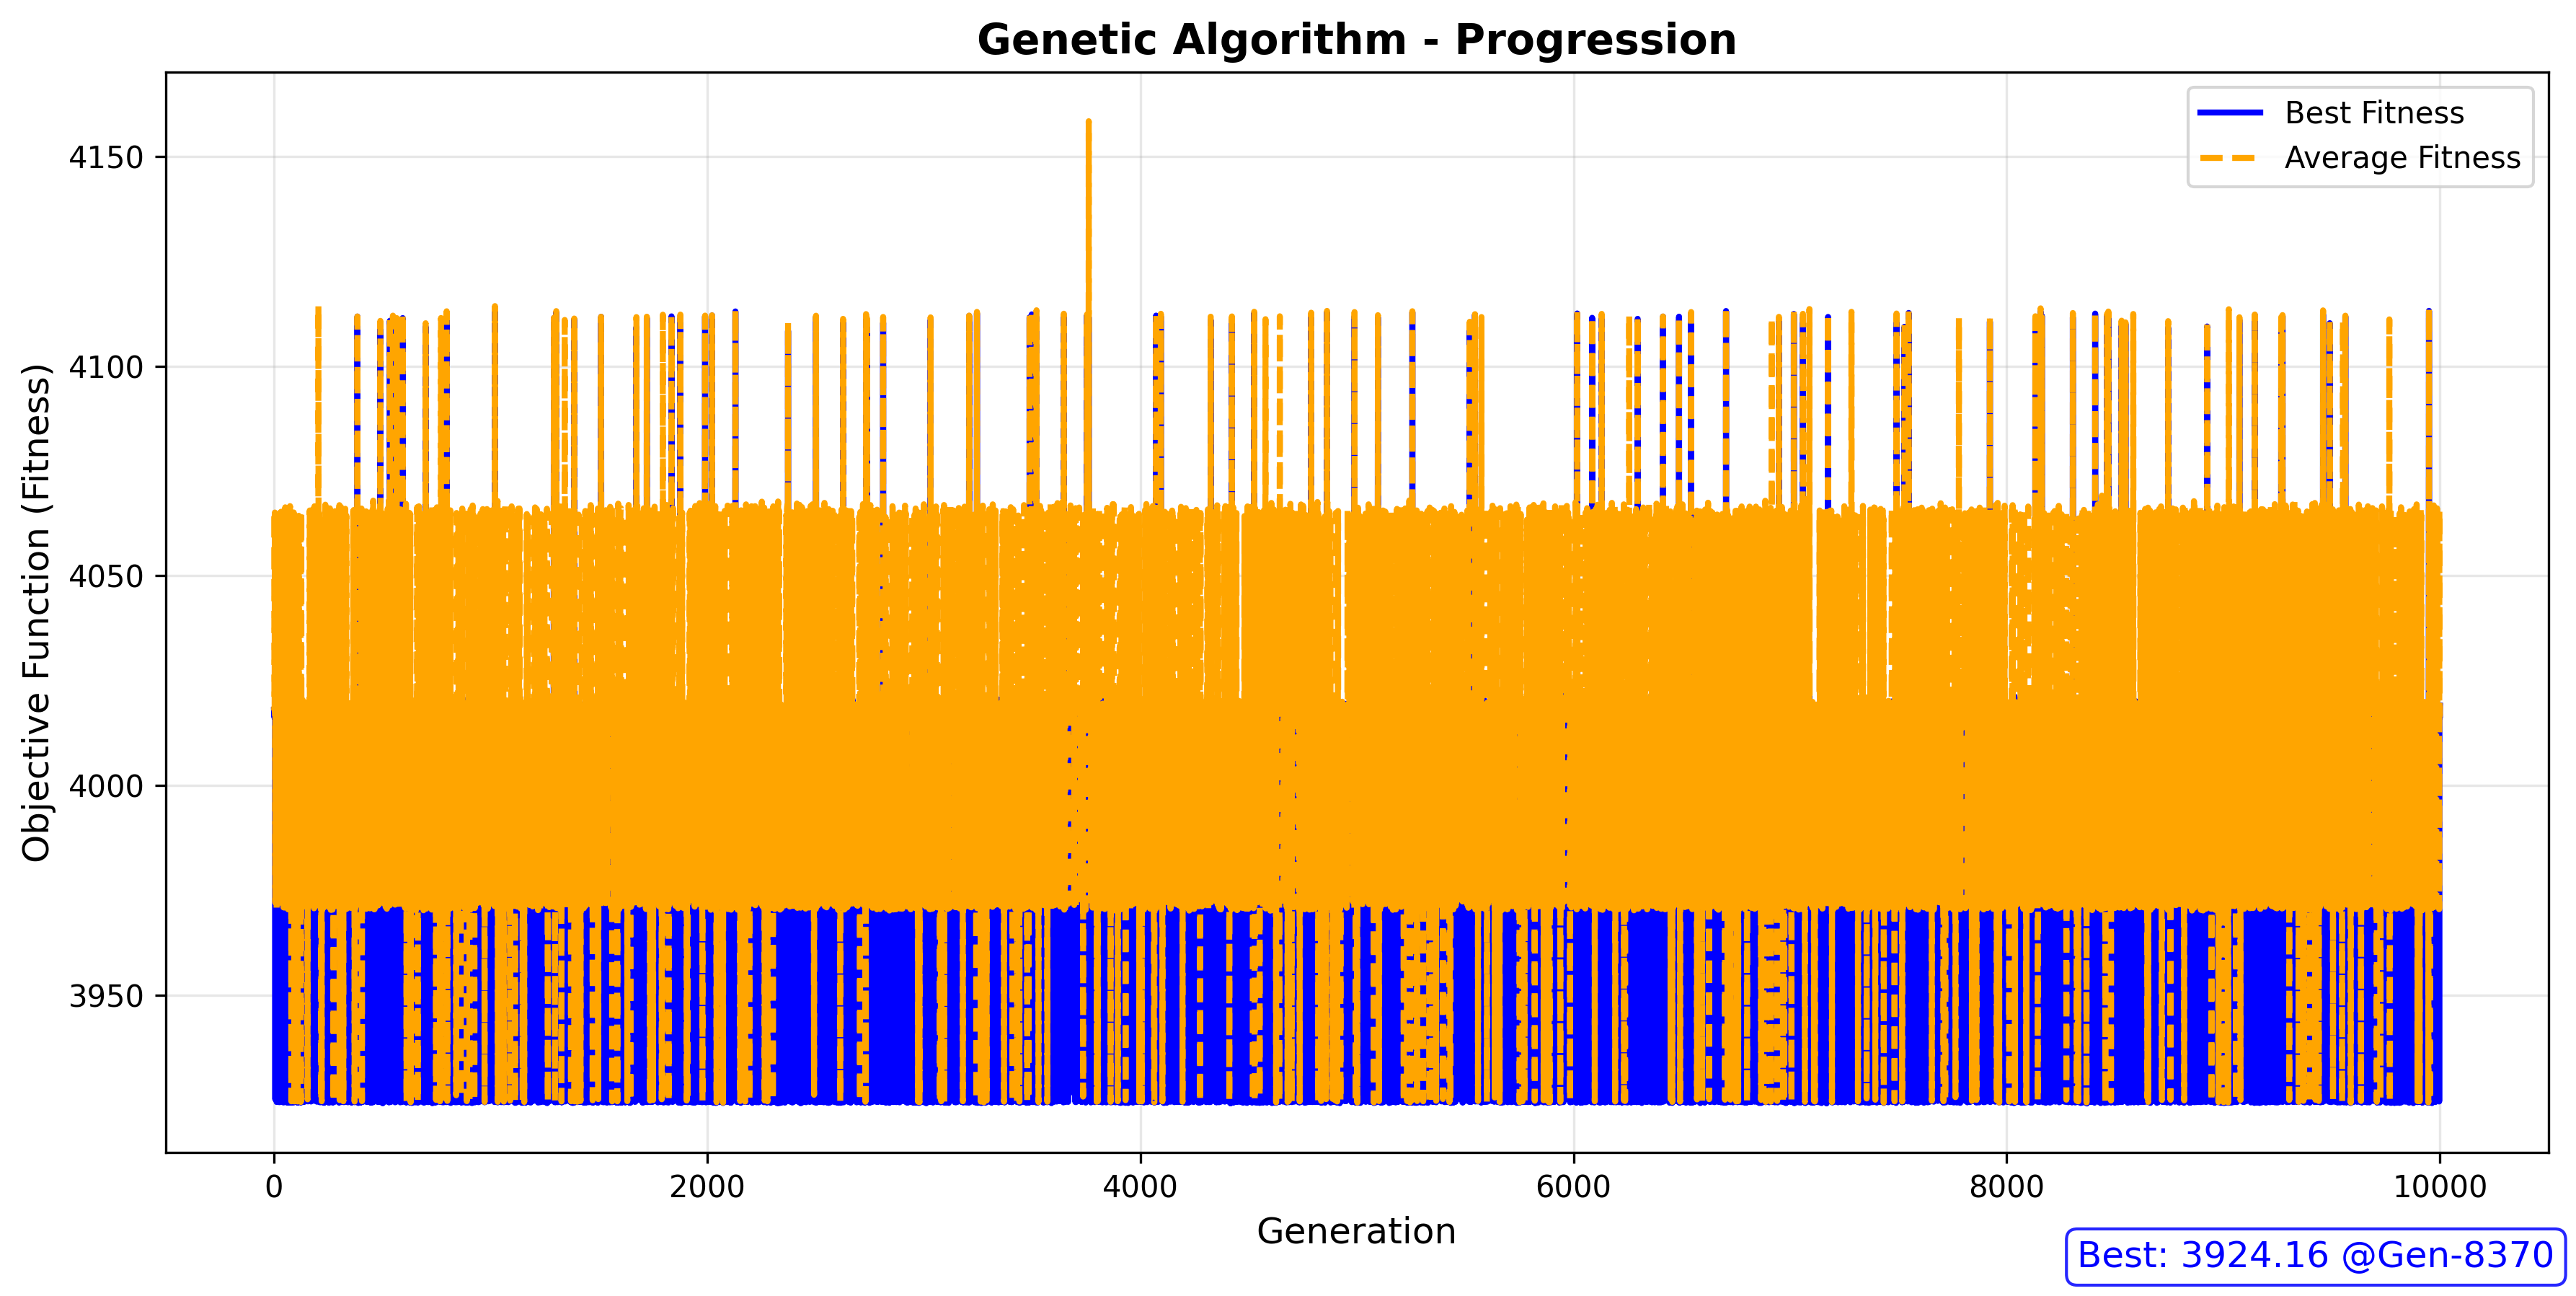 Genetic Algorithm - Progression
Best Fitness
Average Fitness
Objective Function (Fitness)
4150
4100
4050
4000
3950
0
2000
4000
6000
8000
10000
Generation
Best: 3924.16 @Gen-8370